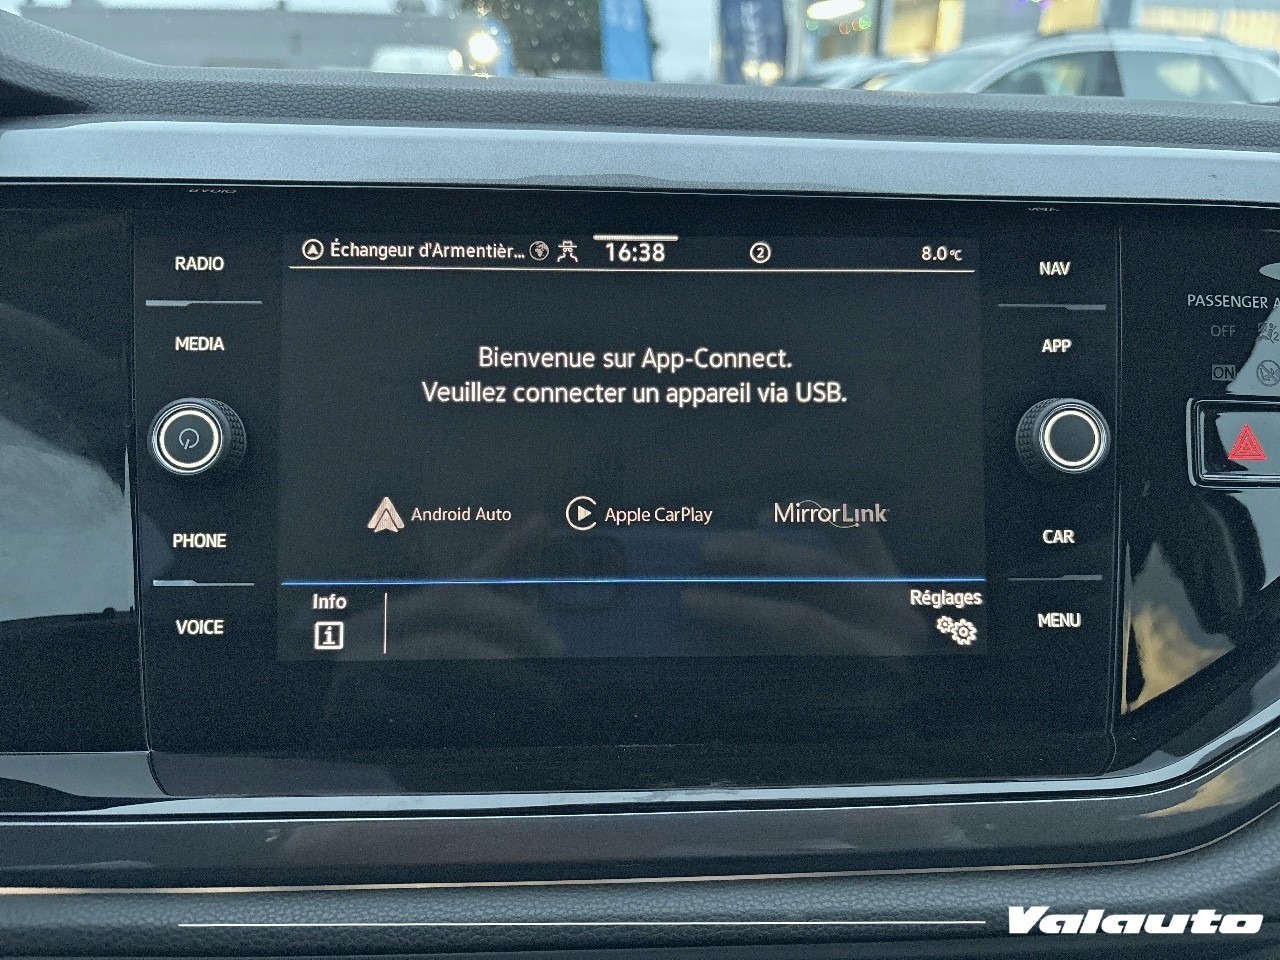 Échangeur d'Armentièr... 16:38 2 8.0°C
RADIO
MEDIA
PHONE
VOICE
Bienvenue sur App-Connect.
Veuillez connecter un appareil via USB.
Android Auto
Apple CarPlay
MirrorLink
Info
i
Réglages
NAV
APP
CAR
MENU
PASSENGER A
OFF
ON
Valauto